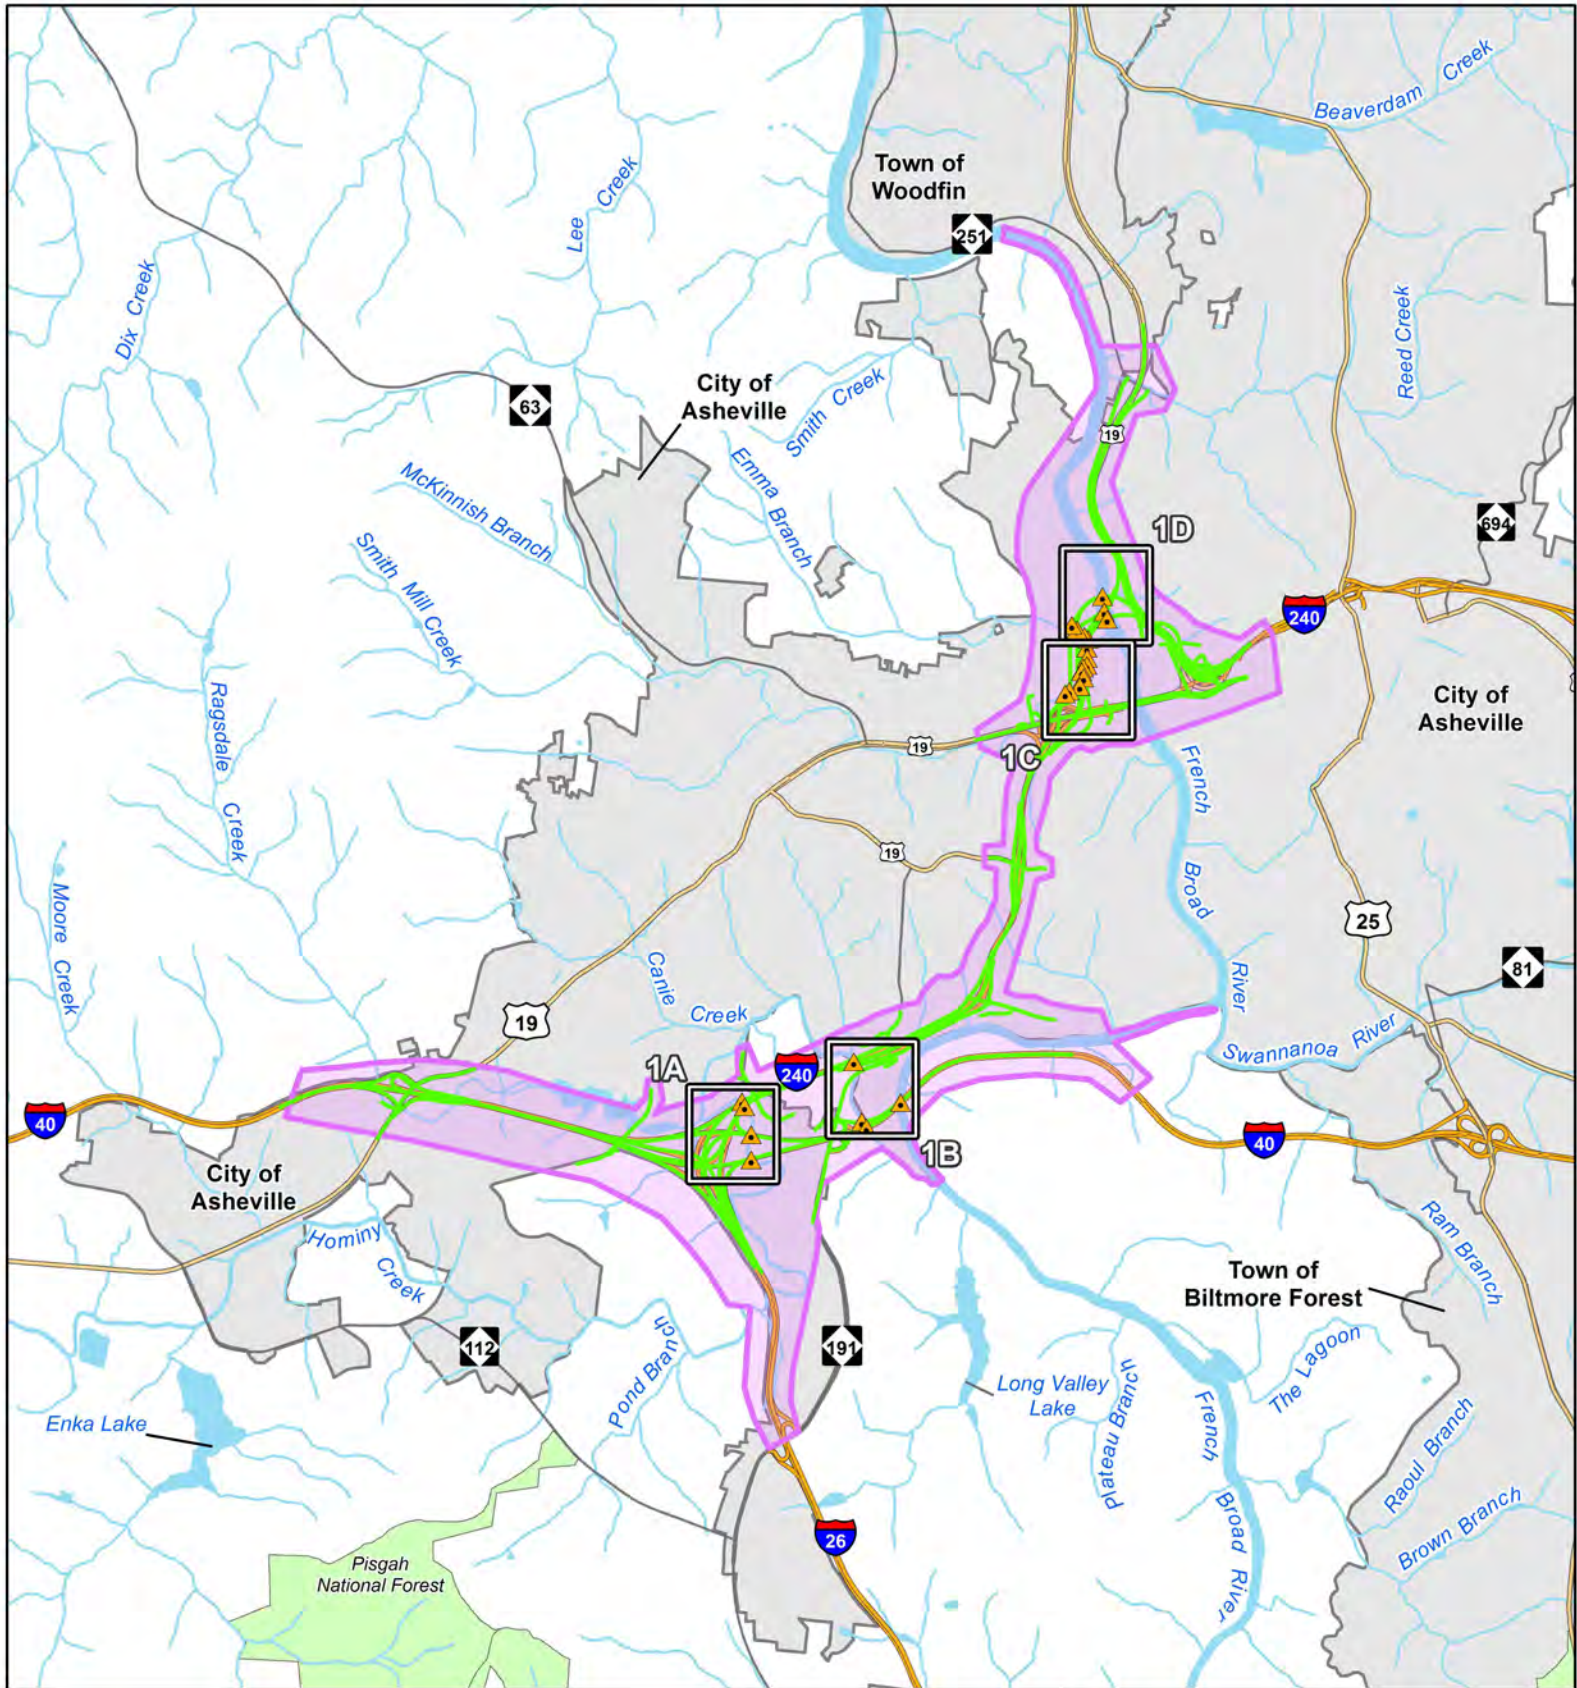 Beaverdam Creek
Town of
Woodfin
251
Lee Creek
Dix Creek
Reed Creek
City of
Asheville
Smith Creek
63
19
Emma Branch
McKinnish Branch
694
1D
Smith Mill Creek
240
Ragsdale Creek
City of
Asheville
19
1C
French Broad River
19
Moore Creek
25
81
Canie Creek
19
Swannanoa River
1A
240
40
40
1B
City of
Asheville
Hominy Creek
Ram Branch
Town of
Biltmore Forest
112
191
Pond Branch
The Lagoon
Long Valley
Lake
Plateau Branch
French Broad River
Enka Lake
Raoul Branch
Brown Branch
26
Pisgah
National Forest